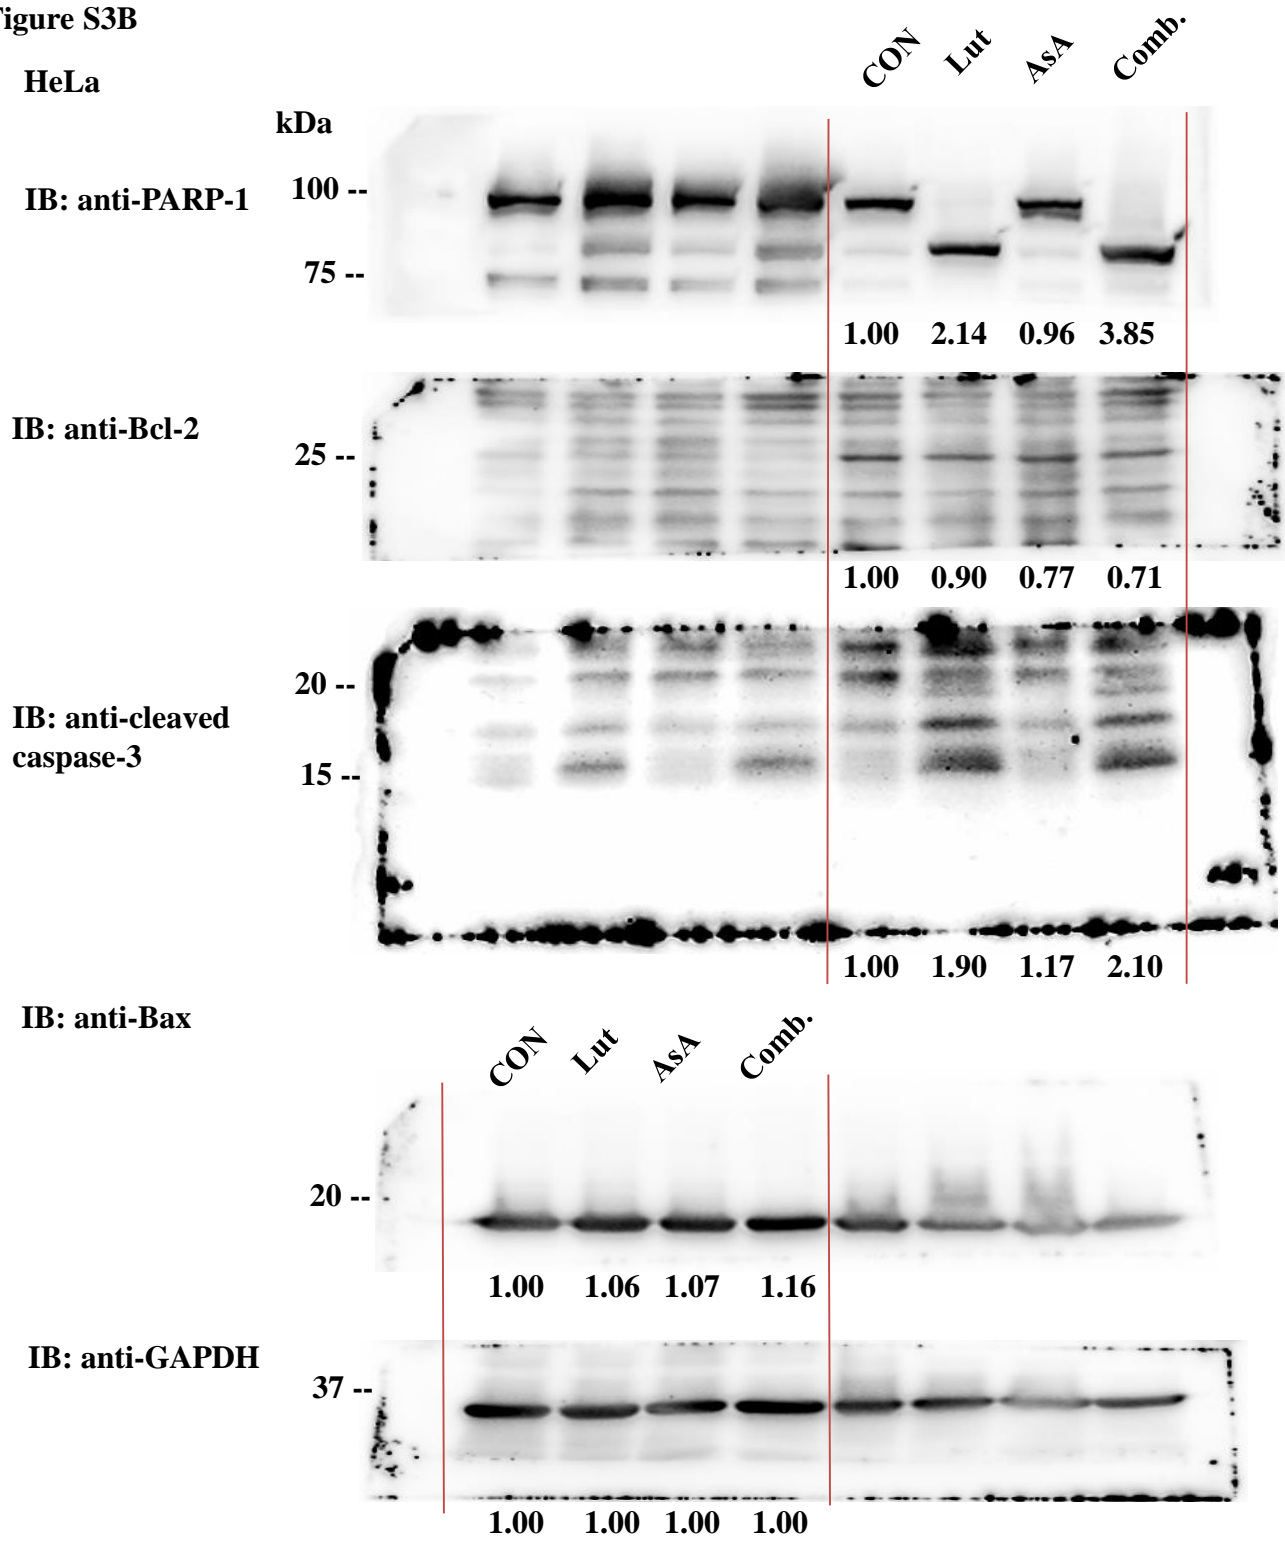 Figure S3B
HeLa
CON Lut AsA Comb.
kDa
IB: anti-PARP-1
100 --
75 --
1.00 2.14 0.96 3.85
IB: anti-Bcl-2
25 --
1.00 0.90 0.77 0.71
20 --
IB: anti-cleaved
caspase-3
15 --
1.00 1.90 1.17 2.10
IB: anti-Bax
CON Lut AsA Comb.
20 --
1.00 1.06 1.07 1.16
IB: anti-GAPDH
37 --
1.00 1.00 1.00 1.00